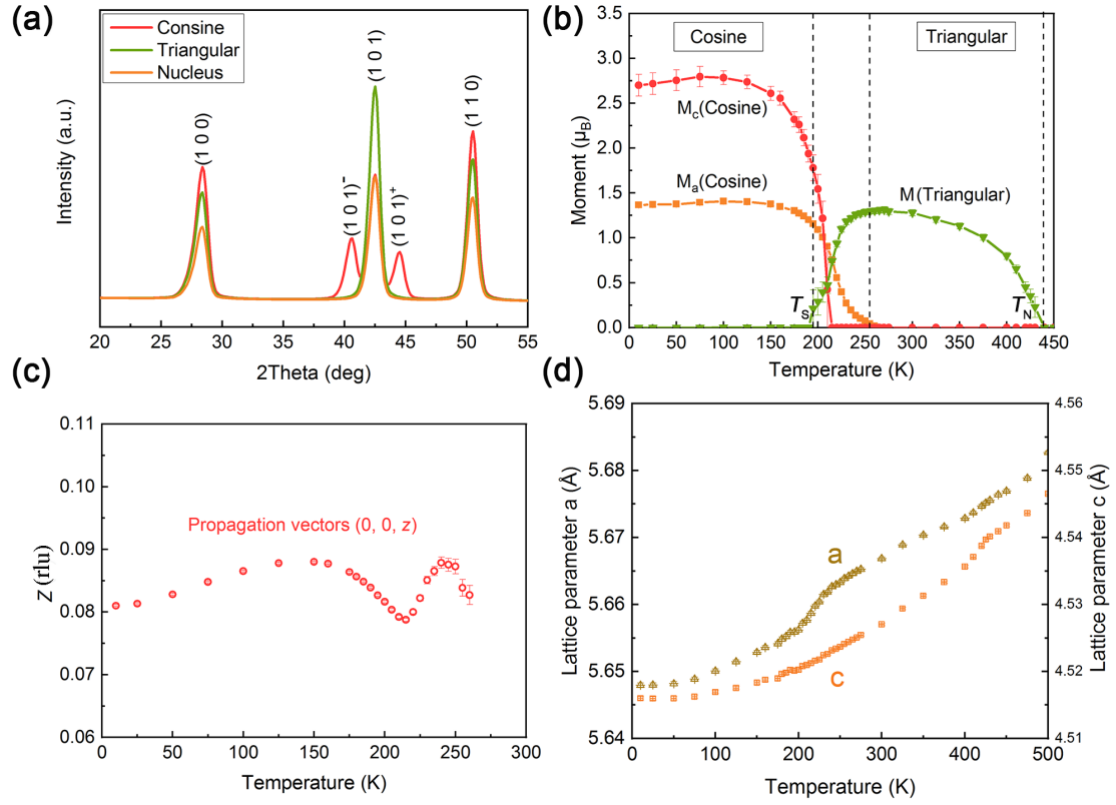 (a)
Consine
Triangular
Nucleus
(1 0 0)
(1 0 1)⁻
(1 0 1)
(1 0 1)⁺
(1 1 0)
Intensity (a.u.)
20 25 30 35 40 45 50 55
2Theta (deg)
(b)
Cosine
Triangular
3.5
3.0
2.5
2.0
1.5
1.0
0.5
0.0
Moment (μB)
Mc(Cosine)
Ma(Cosine)
M(Triangular)
TS
TN
0 50 100 150 200 250 300 350 400 450
Temperature (K)
(c)
0.11
0.10
0.09
0.08
0.07
0.06
Z (rlu)
Propagation vectors (0, 0, z)
0 50 100 150 200 250 300
Temperature (K)
(d)
5.69
5.68
5.67
5.66
5.65
5.64
Lattice parameter a (Å)
a
c
4.56
4.55
4.54
4.53
4.52
4.51
Lattice parameter c (Å)
0 100 200 300 400 500
Temperature (K)